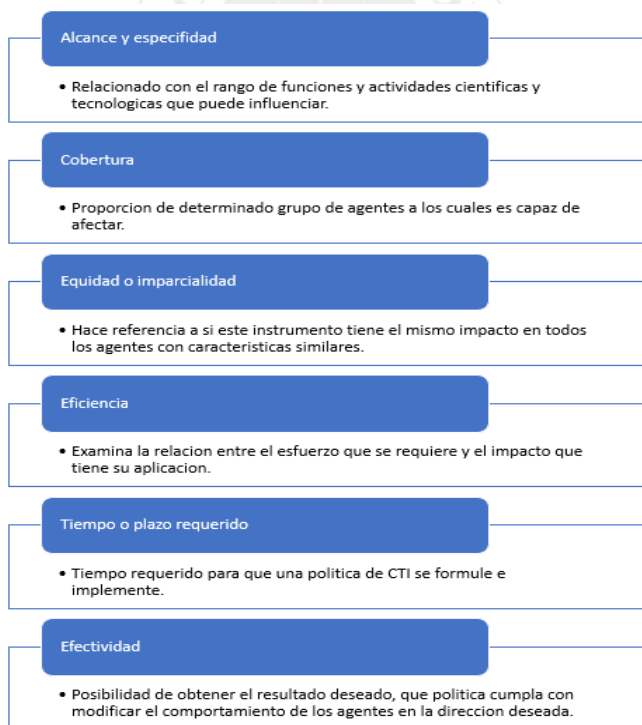 Alcance y especifidad
• Relacionado con el rango de funciones y actividades cientificas y
tecnologicas que puede influenciar.
Cobertura
• Proporcion de determinado grupo de agentes a los cuales es capaz de
afectar.
Equidad o imparcialidad
• Hace referencia a si este instrumento tiene el mismo impacto en todos
los agentes con caracteristicas similares.
Eficiencia
• Examina la relacion entre el esfuerzo que se requiere y el impacto que
tiene su aplicacion.
Tiempo o plazo requerido
• Tiempo requerido para que una politica de CTI se formule e
implemente.
Efectividad
• Posibilidad de obtener el resultado deseado, que politica cumpla con
modificar el comportamiento de los agentes en la direccion deseada.